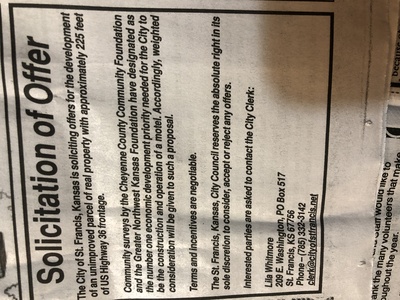 Solicitation of Offer
The City of St. Francis, Kansas is soliciting offers for the development
of an unimproved parcel of real property with approximately 225 feet
of US Highway 36 frontage.
Community surveys by the Cheyenne County Community Foundation
and the Greater Northwest Kansas Foundation have designated as
the number one economic development priority needed for the City to
be the construction and operation of a motel. Accordingly, weighted
consideration will be given to such a proposal.
Terms and incentives are negotiable.
The St. Francis, Kansas, City Council reserves the absolute right in its
sole discretion to consider, accept or reject any offers.
Interested parties are asked to contact the City Clerk:
Lila Whitmore
209 E. Washington, PO Box 517
St. Francis, KS 67756
Phone – (785) 332-3142
clerk@cityofstfrancis.net
would like to
ank the many volunteers that make
oughout the year.